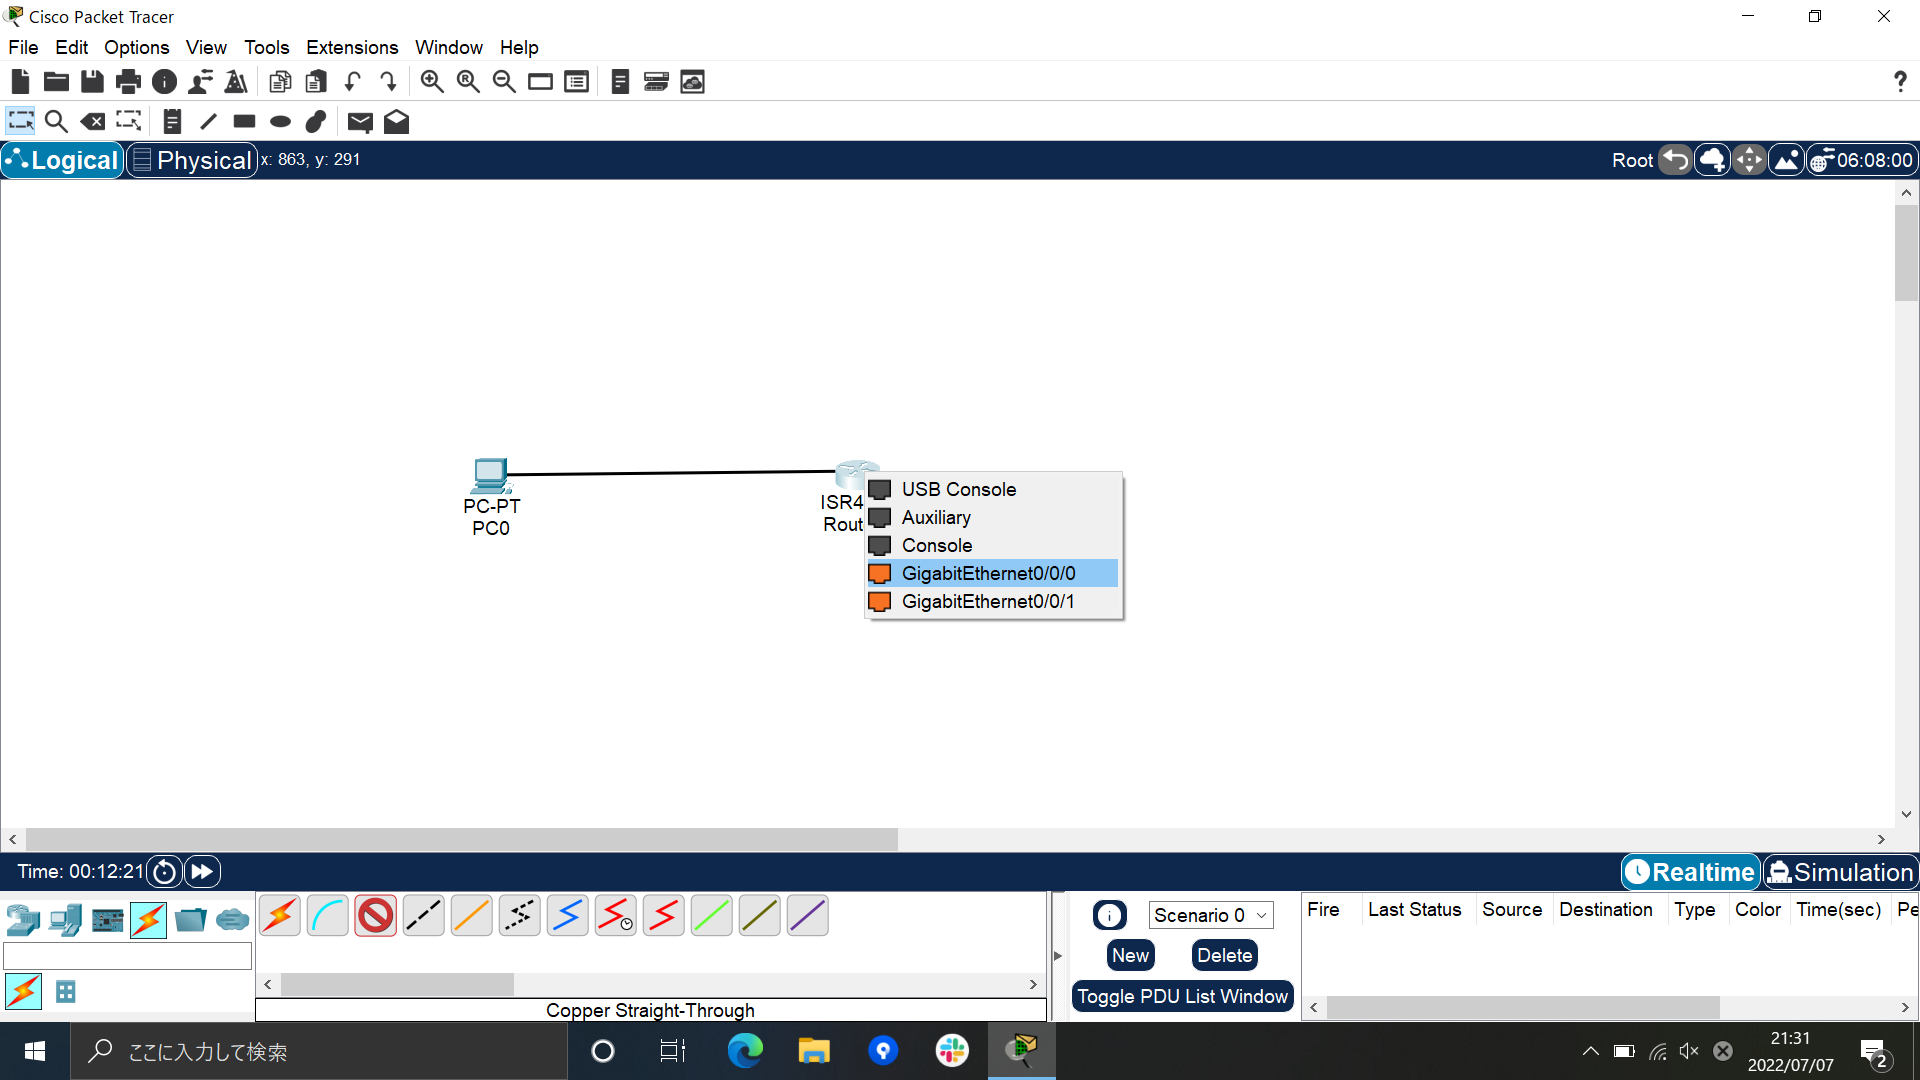 Cisco Packet Tracer
File Edit Options View Tools Extensions Window Help
Logical Physical x: 863, y: 291 Root 06:08:00
PC-PT
PC0
ISR4
Rout
USB Console
Auxiliary
Console
GigabitEthernet0/0/0
GigabitEthernet0/0/1
Time: 00:12:21 Realtime Simulation
Scenario 0
New Delete
Toggle PDU List Window
Fire Last Status Source Destination Type Color Time(sec) Pe
Copper Straight-Through
ここに入力して検索
21:31
2022/07/07
2